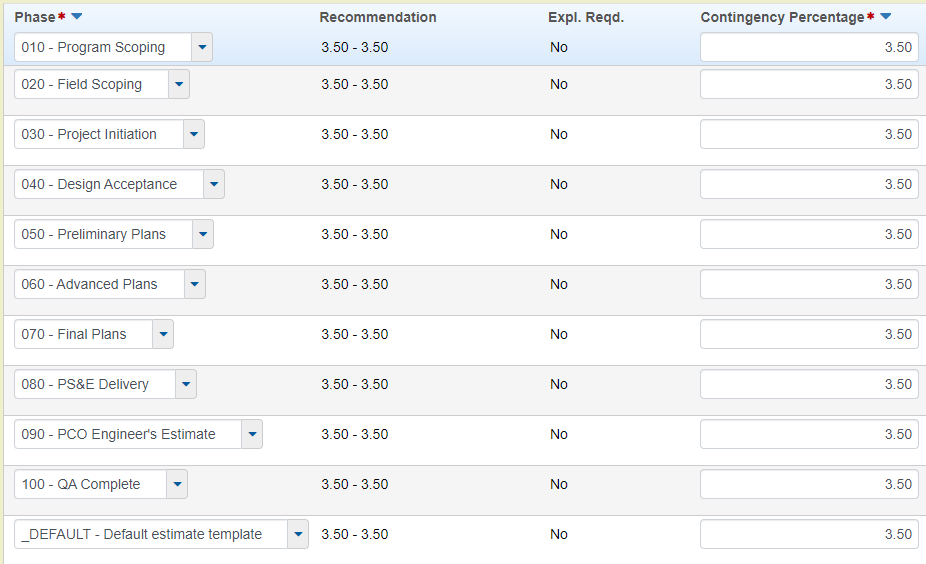 Phase* Recommendation Expl. Reqd. Contingency Percentage*
010 - Program Scoping 3.50 - 3.50 No 3.50
020 - Field Scoping 3.50 - 3.50 No 3.50
030 - Project Initiation 3.50 - 3.50 No 3.50
040 - Design Acceptance 3.50 - 3.50 No 3.50
050 - Preliminary Plans 3.50 - 3.50 No 3.50
060 - Advanced Plans 3.50 - 3.50 No 3.50
070 - Final Plans 3.50 - 3.50 No 3.50
080 - PS&E Delivery 3.50 - 3.50 No 3.50
090 - PCO Engineer's Estimate 3.50 - 3.50 No 3.50
100 - QA Complete 3.50 - 3.50 No 3.50
_DEFAULT - Default estimate template 3.50 - 3.50 No 3.50